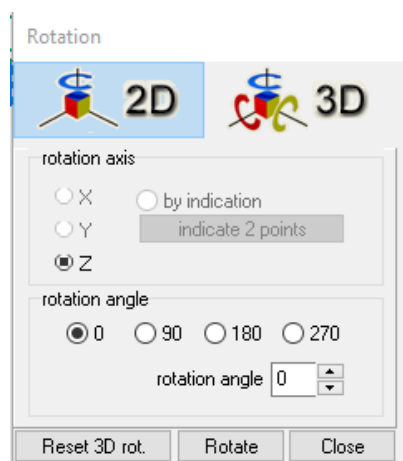 Rotation
2D 3D
rotation axis
X by indication
Y indicate 2 points
Z
rotation angle
0 90 180 270
rotation angle 0
Reset 3D rot. Rotate Close